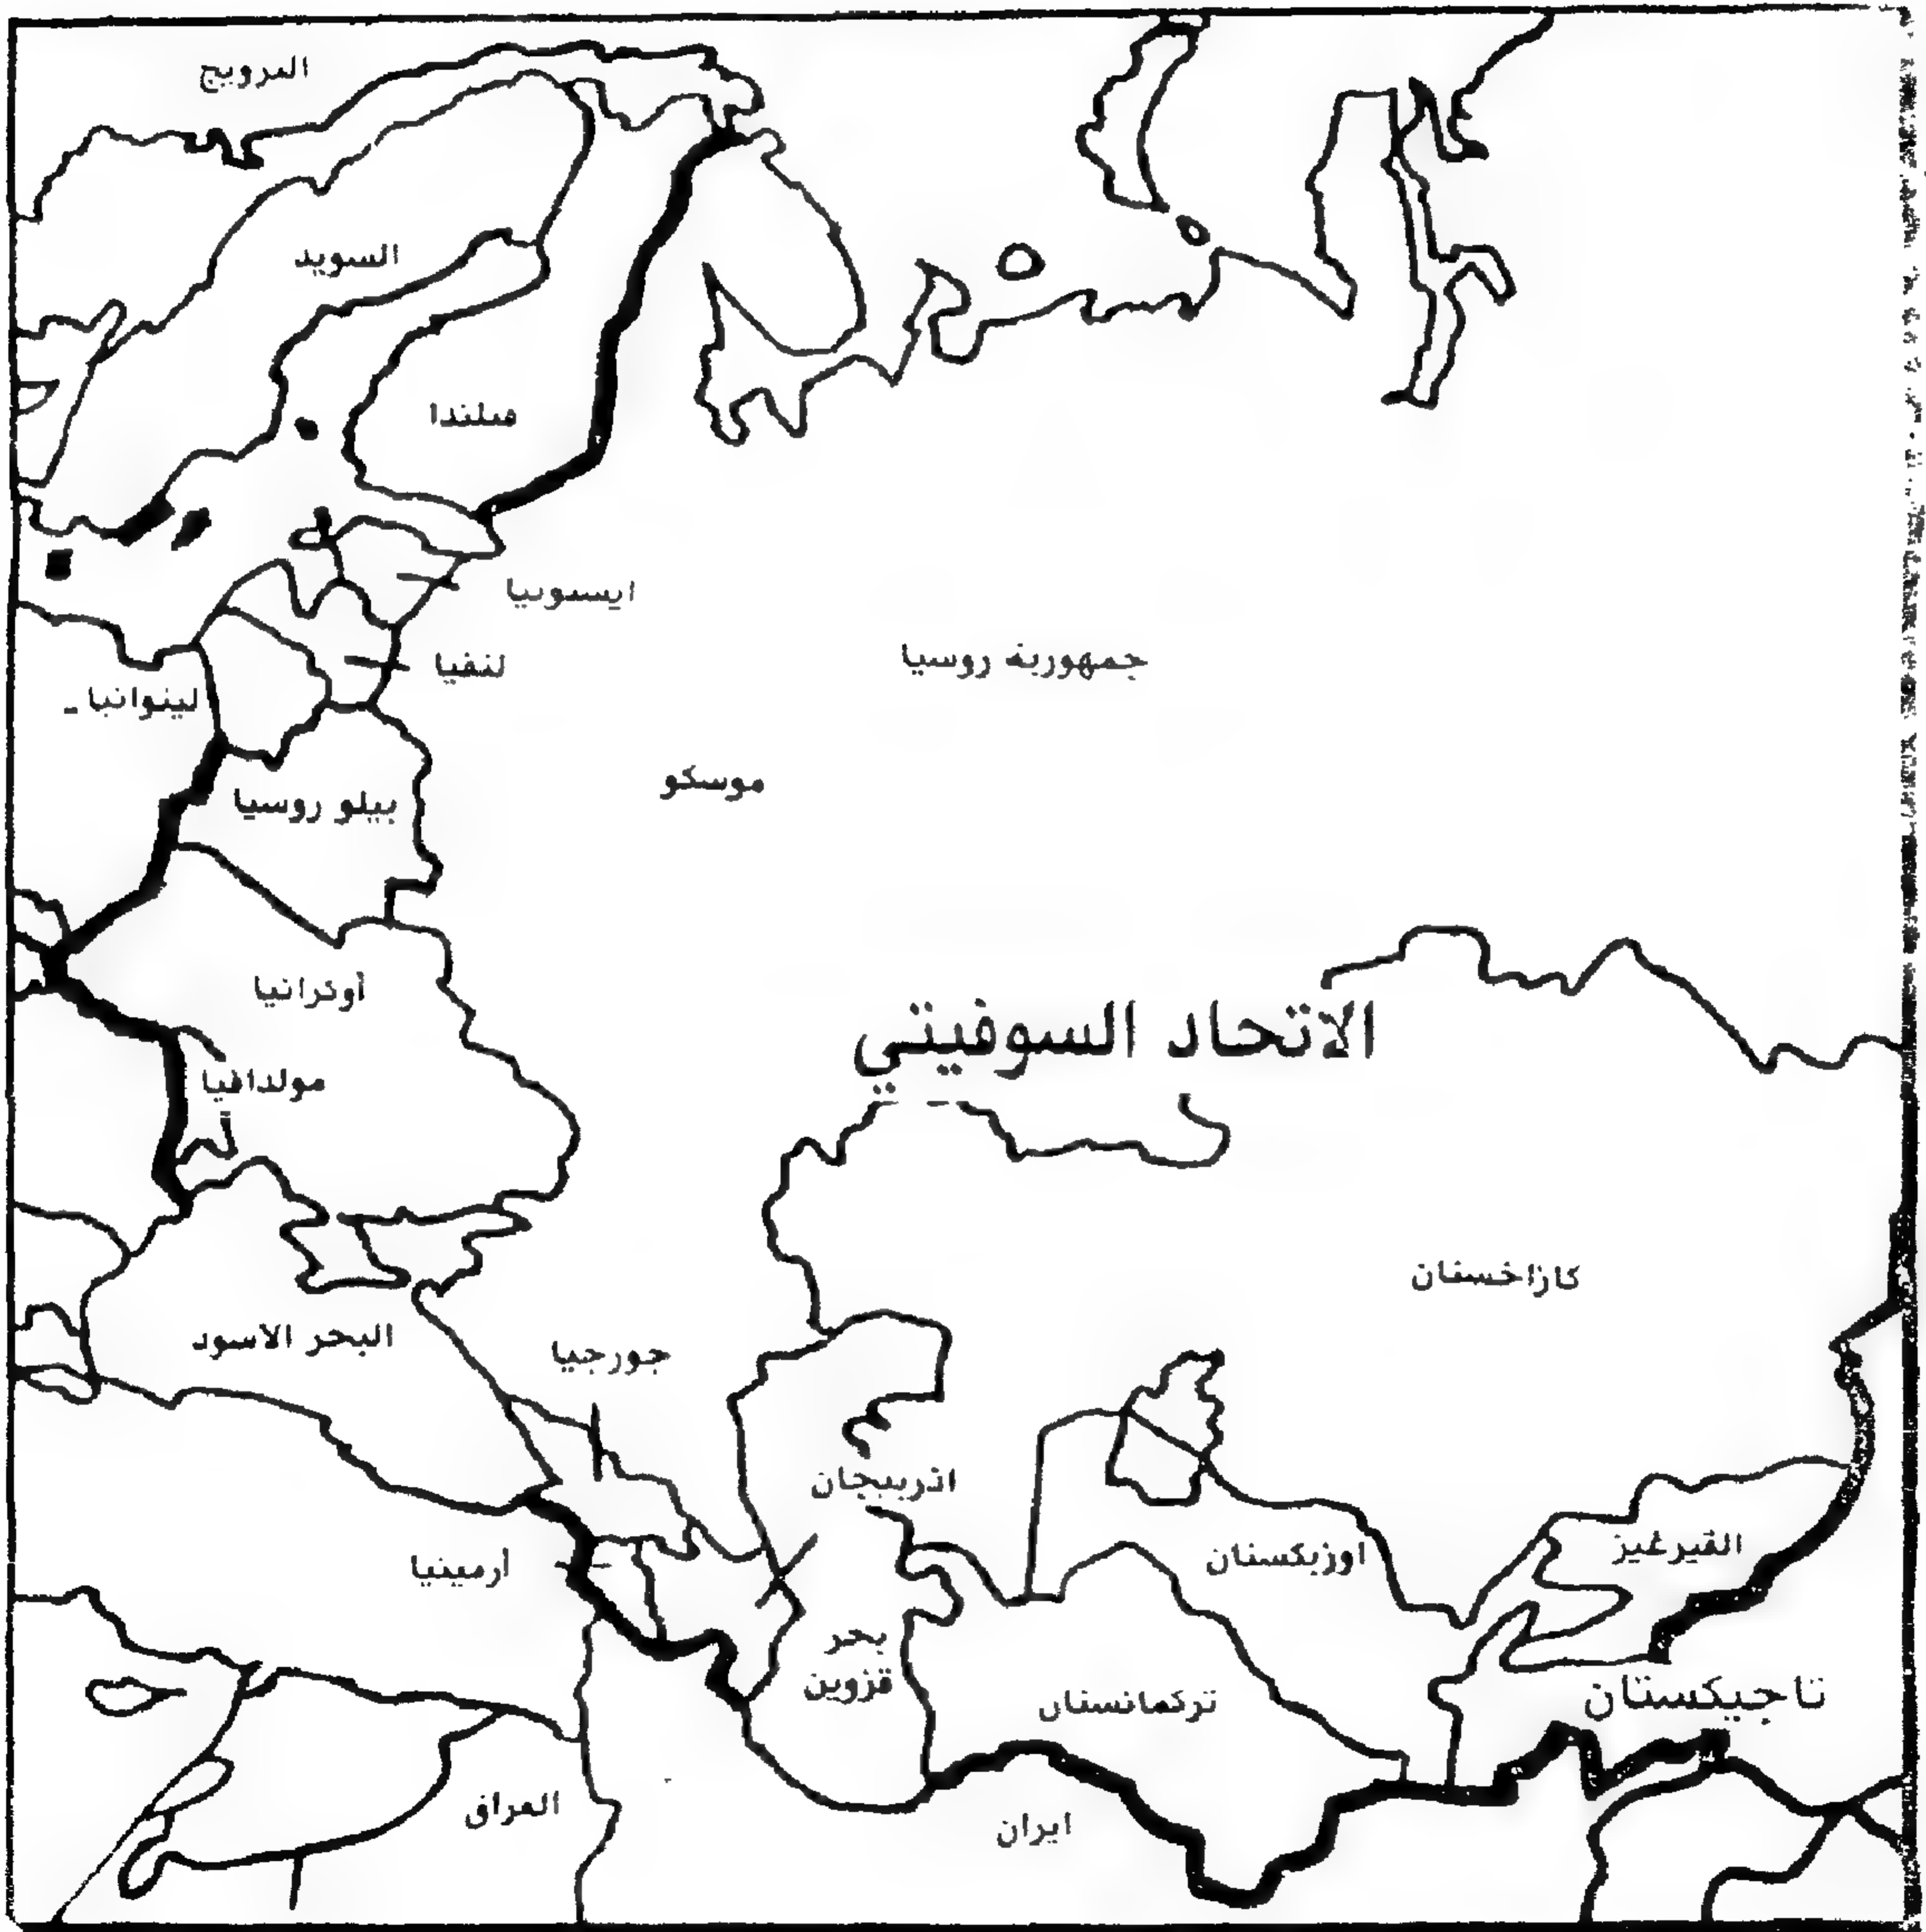 النرويج
السويد
فنلندا
ايستونيا
لتفيا
جمهورية روسيا
ليتوانيا
موسكو
بيلو روسيا
أوكرانيا
الاتحاد السوفيتي
مولدافيا
كازاخستان
البحر الاسود
جورجيا
اذربيجان
القيرغيز
اوزبكستان
أرمينيا
بحر
قزوين
تاجيكستان
تركمانستان
العراق
ايران